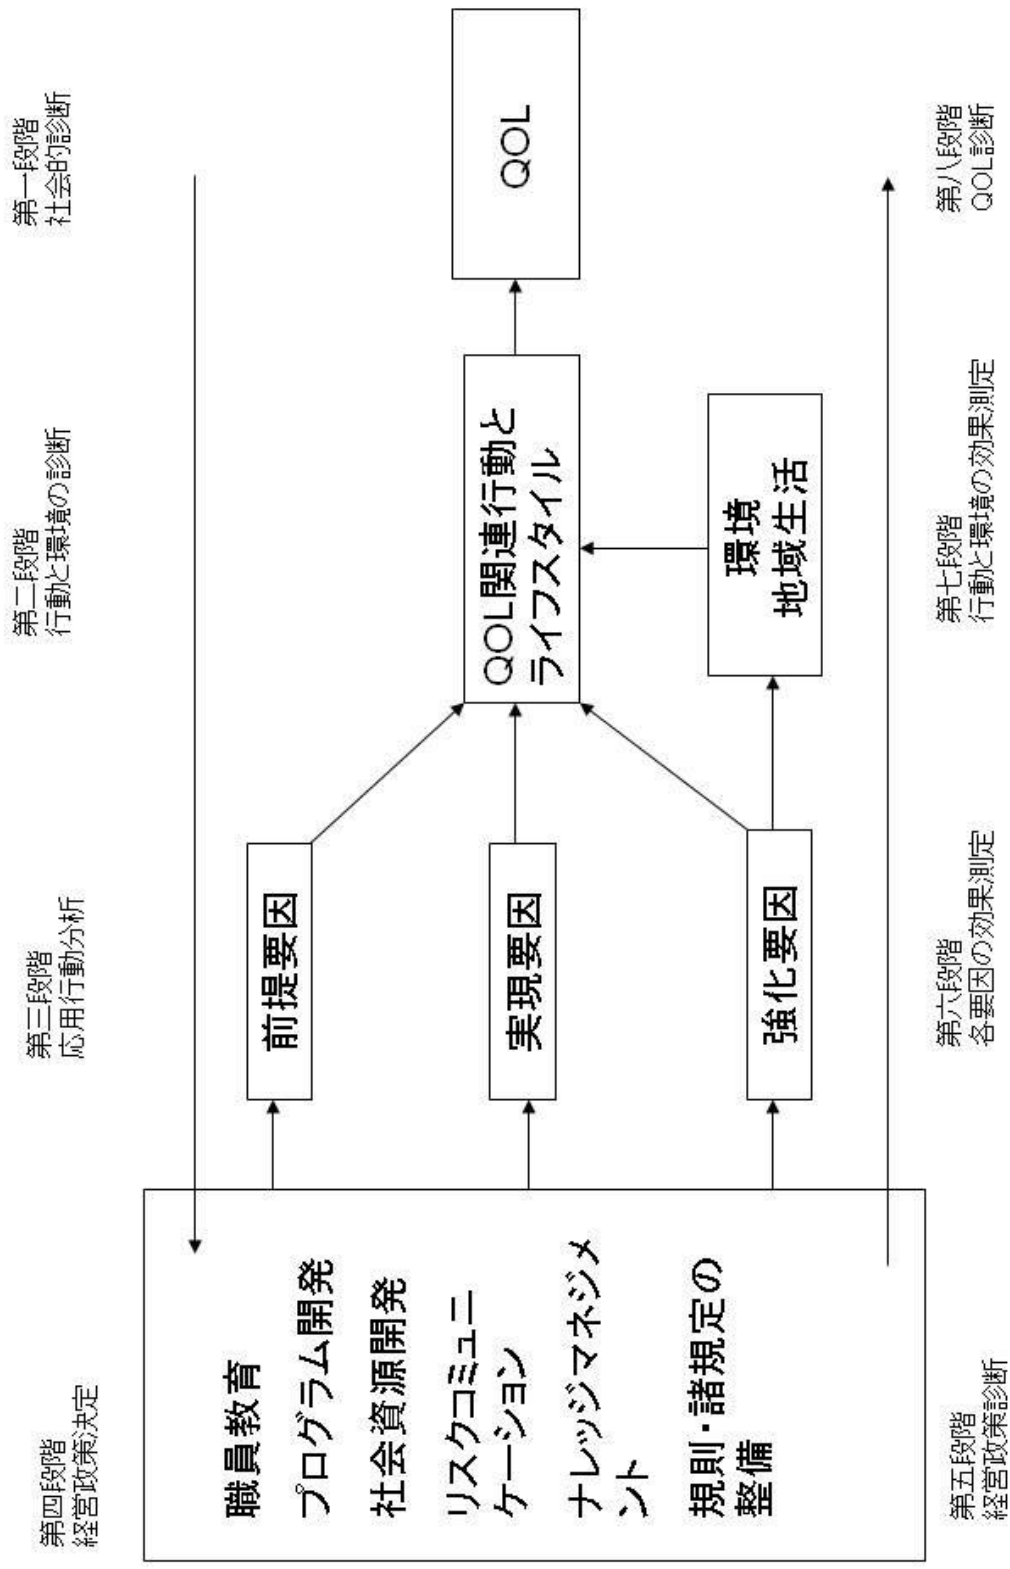 第四段階
経営政策決定
第三段階
応用行動分析
第二段階
行動と環境の診断
第一段階
社会的診断
職員教育
プログラム開発
社会資源開発
リスクコミュニ
ケーション
ナレッジマネジメ
ント
規則・諸規定の
整備
前提要因
実現要因
強化要因
QOL関連行動と
ライフスタイル
環境
地域生活
QOL
第五段階
経営政策診断
第六段階
各要因の効果測定
第七段階
行動と環境の効果測定
第八段階
QOL診断